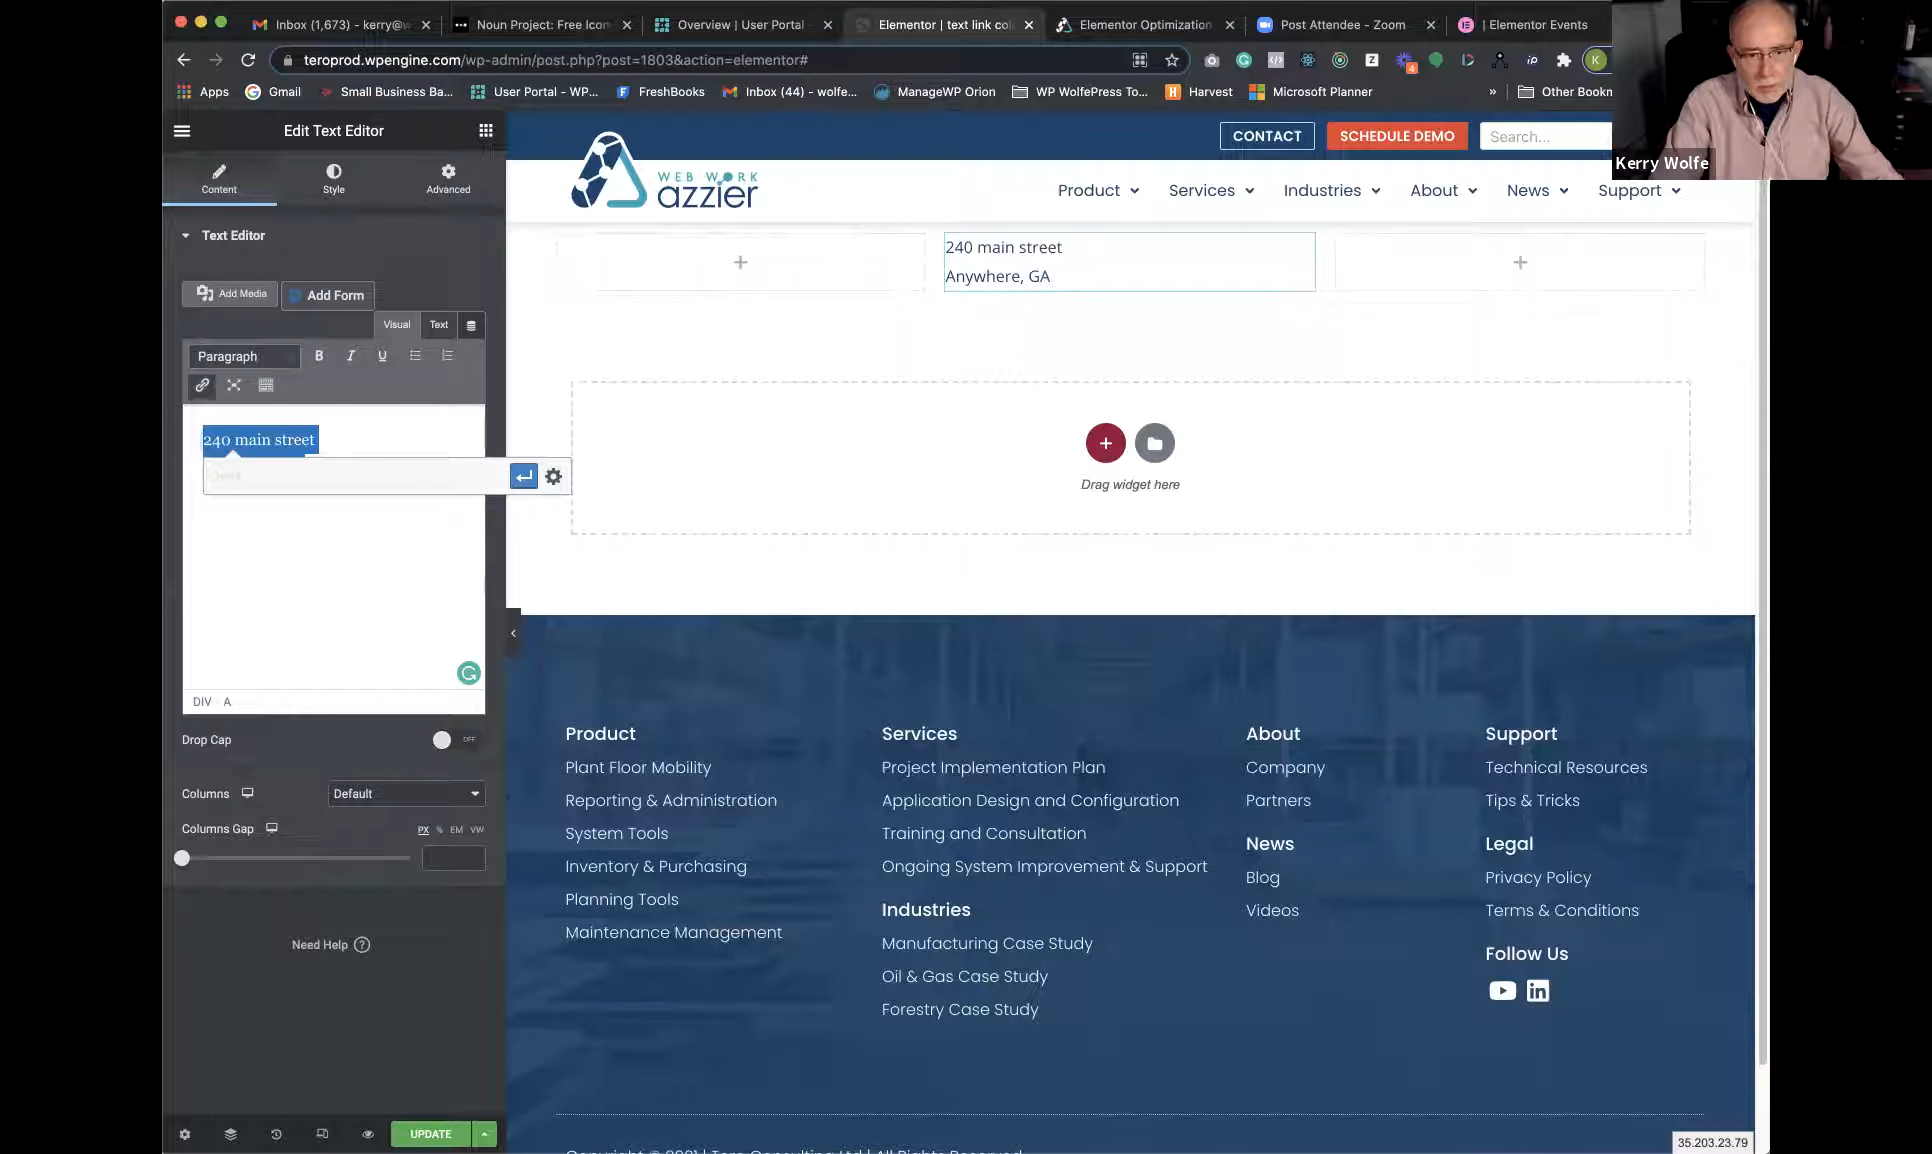 Inbox (1,673) - kerry@w
Noun Project: Free Icon
Overview | User Portal
Elementor | text link col
Elementor Optimization
Post Attendee - Zoom
| Elementor Events
teroprod.wpengine.com/wp-admin/post.php?post=1803&action=elementor#
Apps
Gmail
Small Business Ba...
User Portal – WP...
FreshBooks
Inbox (44) - wolfe...
ManageWP Orion
WP WolfePress To...
Harvest
Microsoft Planner
»
Other Bookm
Kerry Wolfe
Edit Text Editor
Content
Style
Advanced
Text Editor
Add Media
Add Form
Visual
Text
Paragraph
B
I
U
240 main street
DIV
A
Drop Cap
OFF
Columns
Default
Columns Gap
PX
%
EM
VW
Need Help
UPDATE
CONTACT
SCHEDULE DEMO
Search...
WEB WORK
azzier
Product
Services
Industries
About
News
Support
240 main street
Anywhere, GA
Drag widget here
Product
Plant Floor Mobility
Reporting & Administration
System Tools
Inventory & Purchasing
Planning Tools
Maintenance Management
Services
Project Implementation Plan
Application Design and Configuration
Training and Consultation
Ongoing System Improvement & Support
Industries
Manufacturing Case Study
Oil & Gas Case Study
Forestry Case Study
About
Company
Partners
News
Blog
Videos
Support
Technical Resources
Tips & Tricks
Legal
Privacy Policy
Terms & Conditions
Follow Us
Copyright © 2021 | Tero Consulting Ltd | All Rights Reserved
35.203.23.79